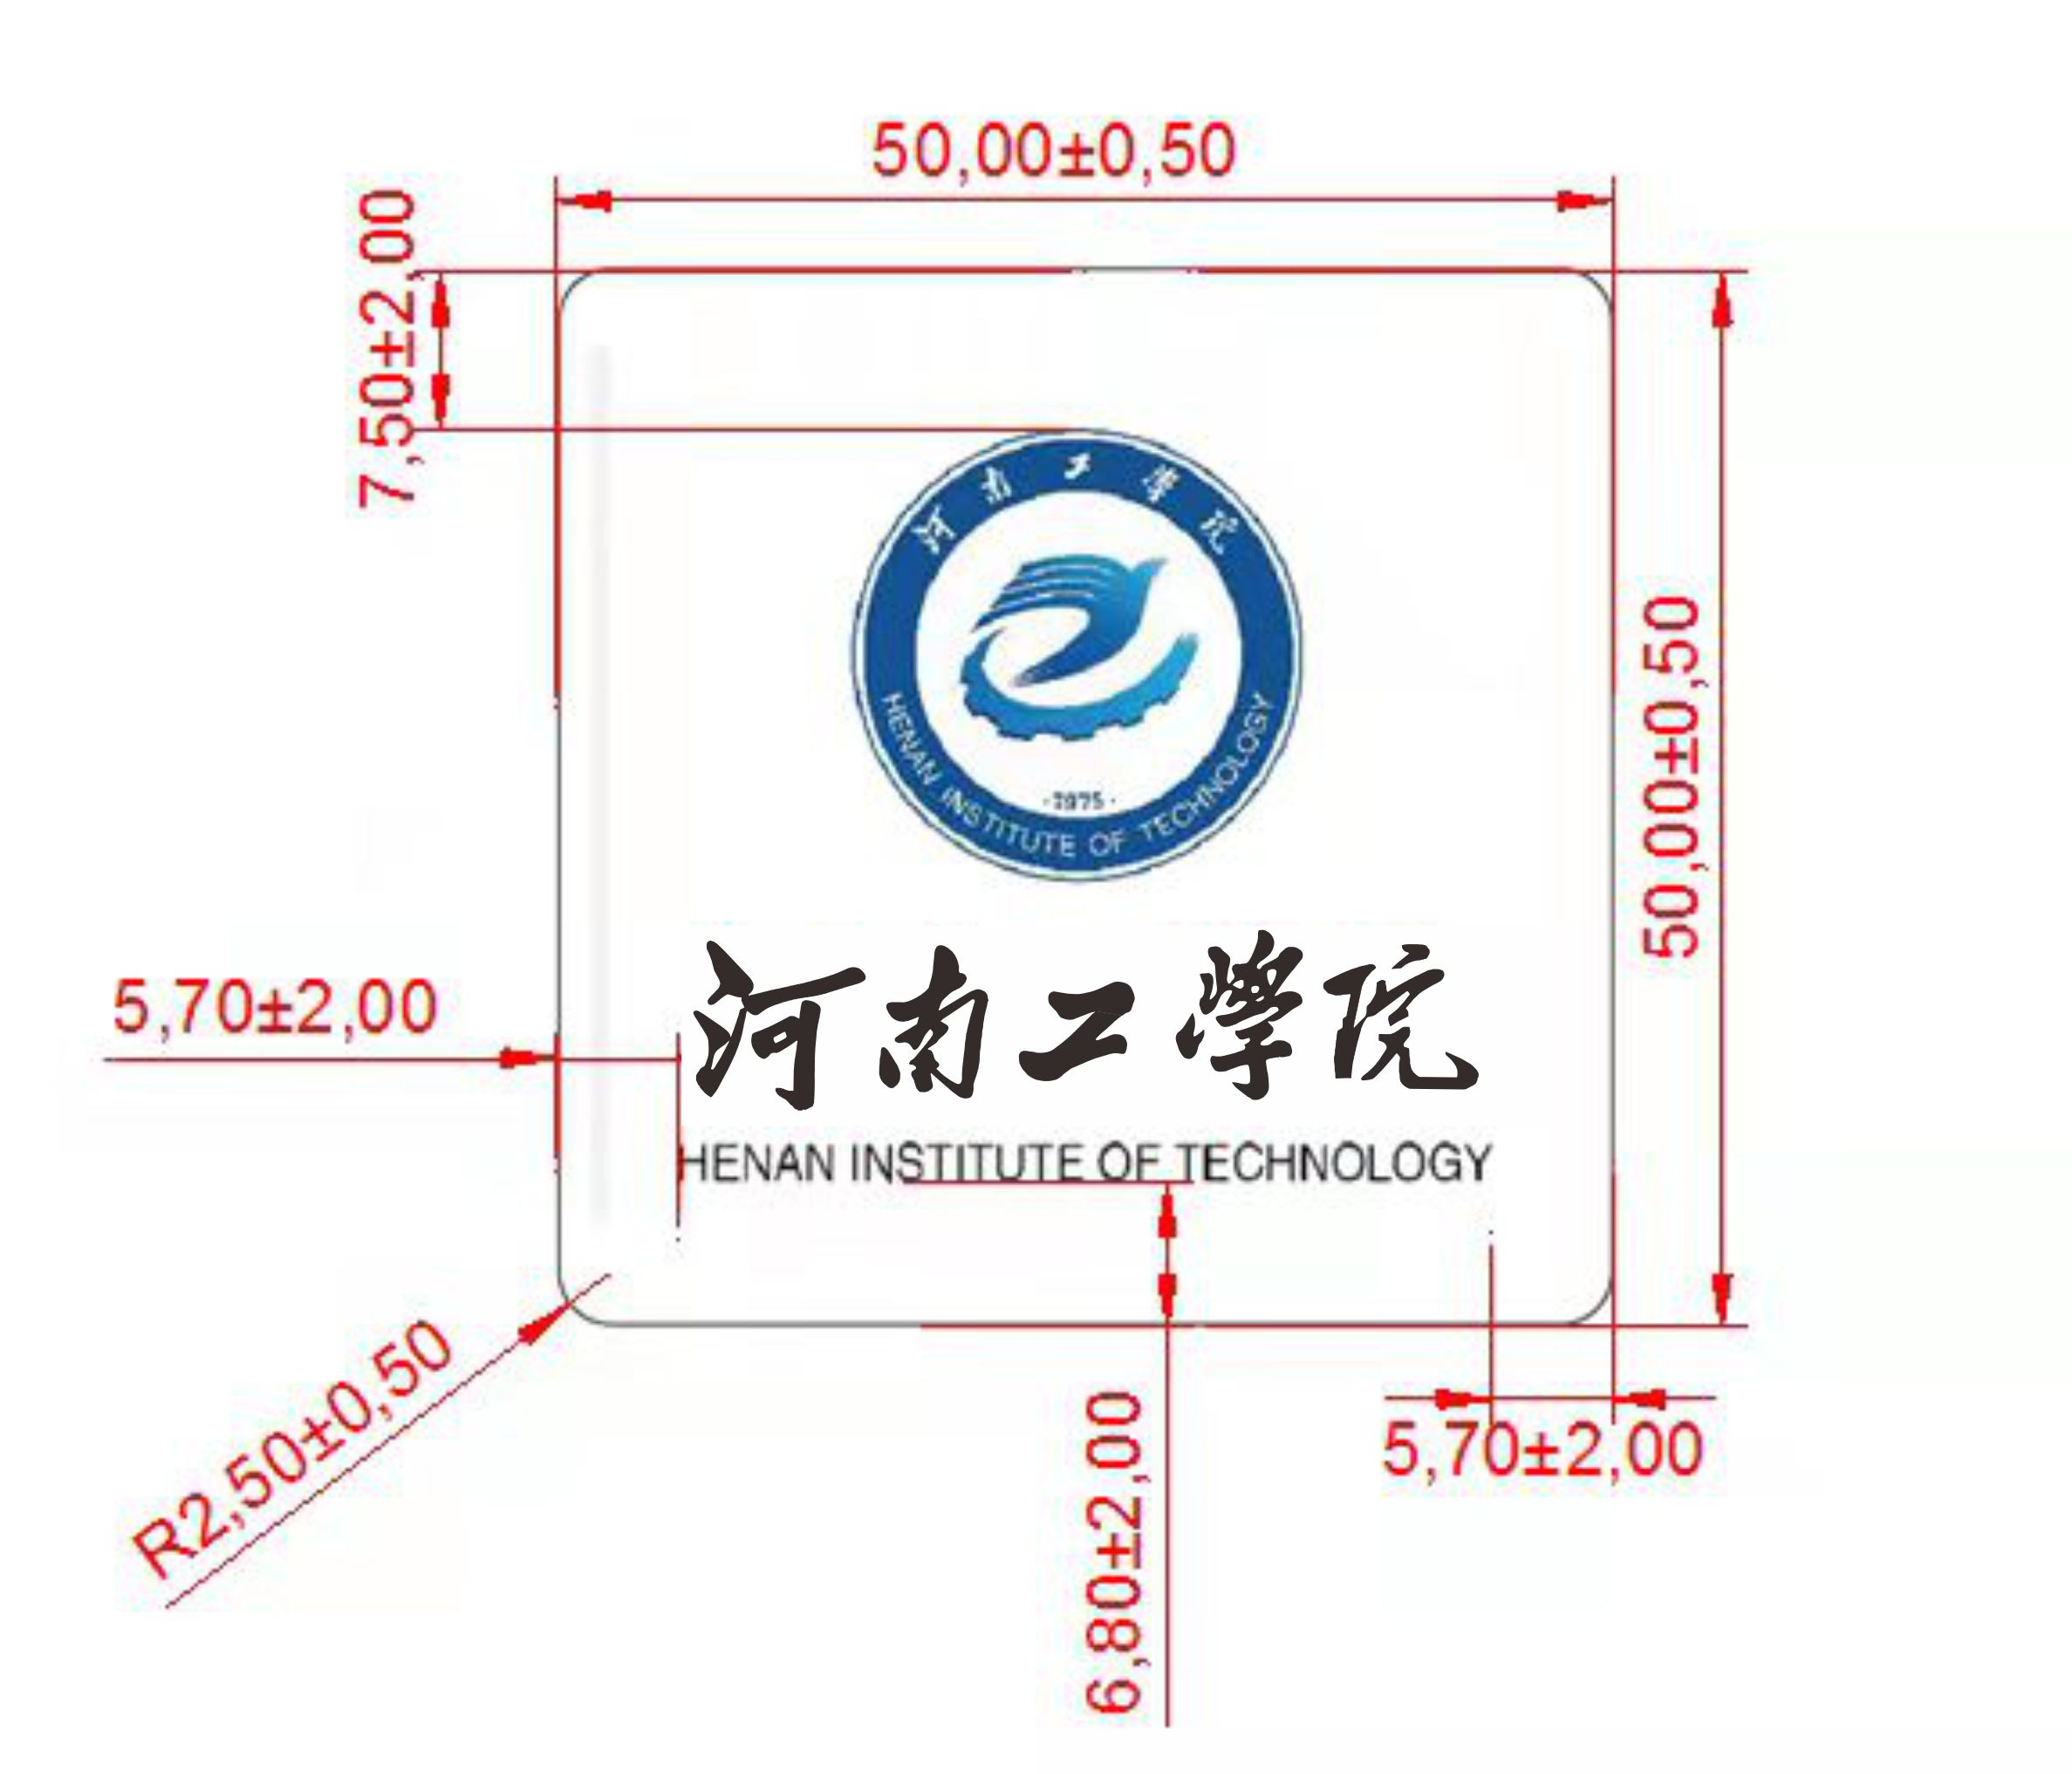 50,00±0,50
7,50±2,00
河南工學院
HENAN INSTITUTE OF TECHNOLOGY
·1975·
50,00±0,50
5,70±2,00
河南工學院
HENAN INSTITUTE OF TECHNOLOGY
R2,50±0,50
6,80±2,00
5,70±2,00